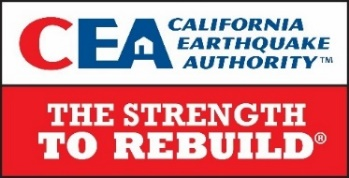 CEA CALIFORNIA
EARTHQUAKE
AUTHORITY™
THE STRENGTH
TO REBUILD®